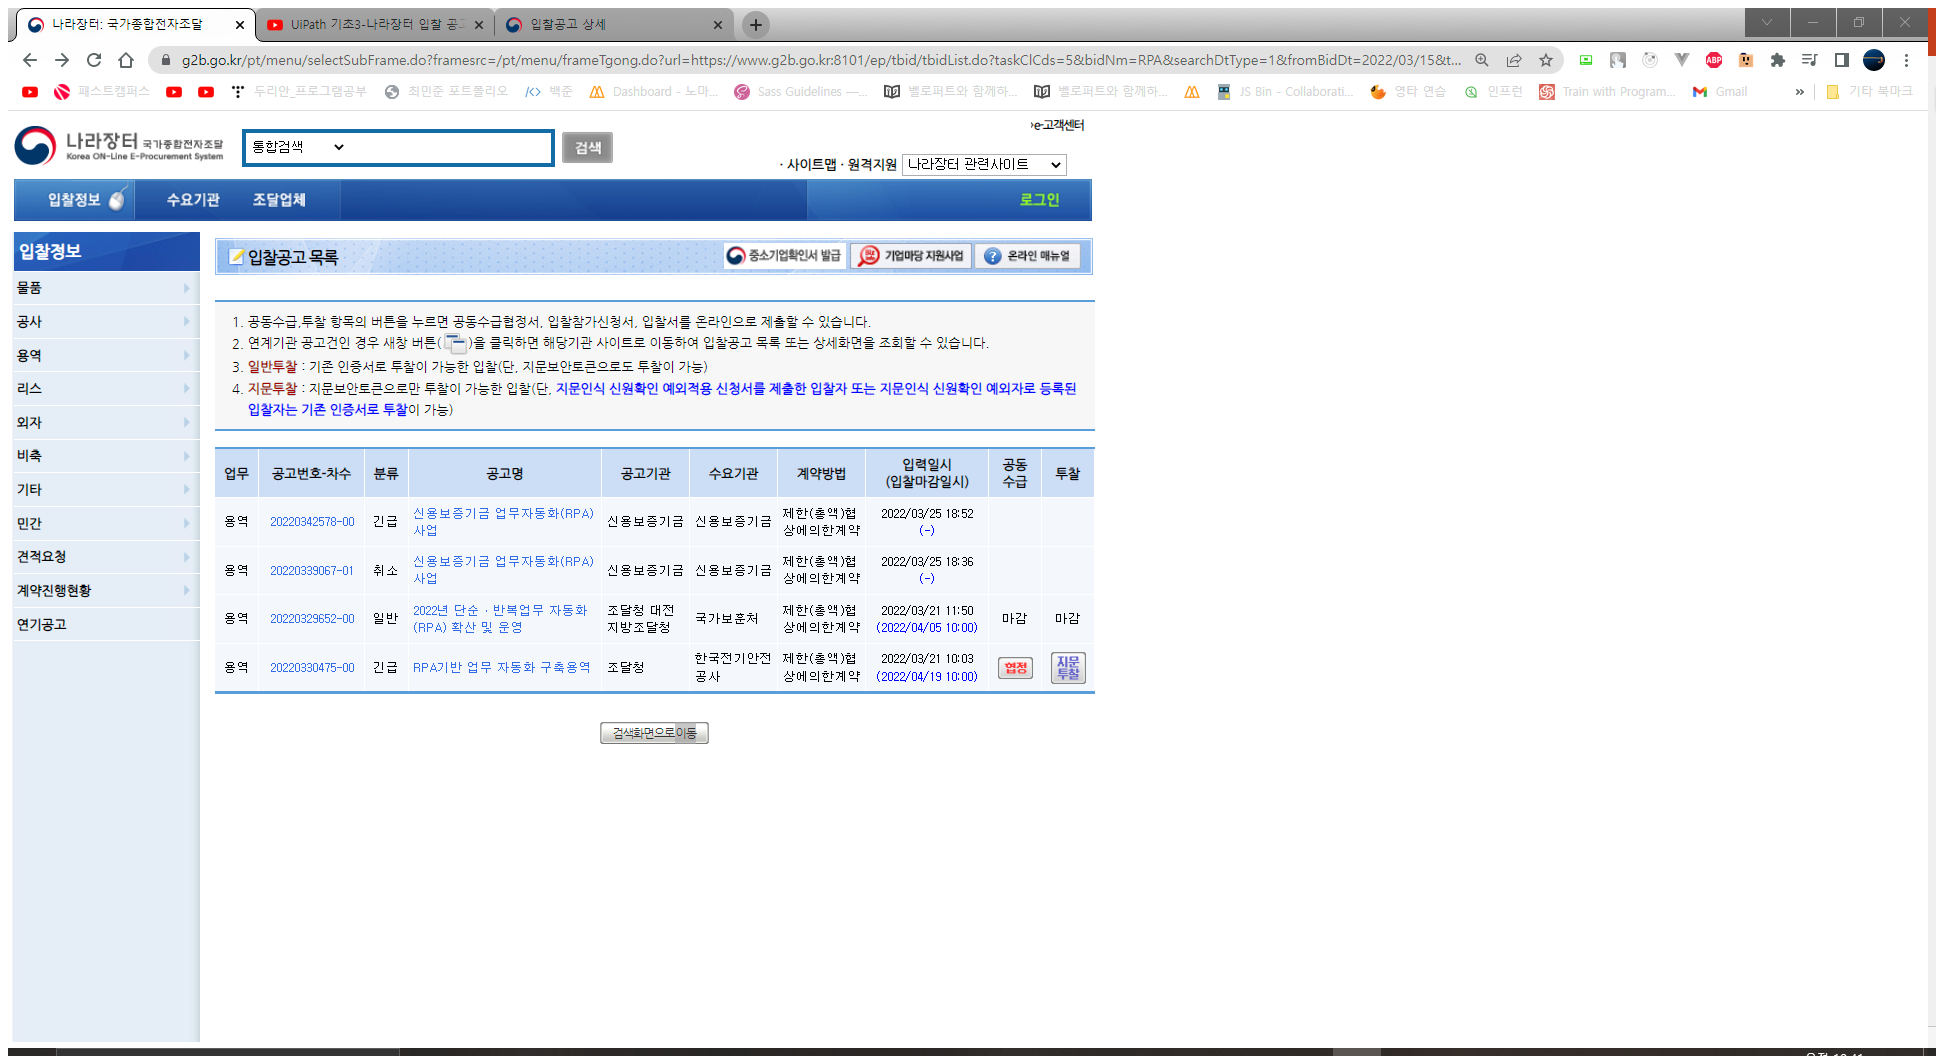 나라장터: 국가종합전자조달
UiPath 기초3-나라장터 입찰 공고
입찰공고 상세
g2b.go.kr/pt/menu/selectSubFrame.do?framesrc=/pt/menu/frameTgong.do?url=https://www.g2b.go.kr:8101/ep/tbid/tbidList.do?taskClCds=5&bidNm=RPA&searchDtType=1&fromBidDt=2022/03/15&t...
패스트캠퍼스
두리안_프로그램공부
최민준 포트폴리오
백준
Dashboard - 노마...
Sass Guidelines —...
벨로퍼트와 함께하...
벨로퍼트와 함께하...
JS Bin - Collaborati...
영타 연습
인프런
Train with Program...
Gmail
»
기타 북마크
›e-고객센터
나라장터 국가종합전자조달
Korea ON-Line E-Procurement System
통합검색
검색
· 사이트맵 · 원격지원
나라장터 관련사이트
입찰정보
수요기관
조달업체
로그인
입찰정보
물품
공사
용역
리스
외자
비축
기타
민간
견적요청
계약진행현황
연기공고
입찰공고 목록
중소기업확인서 발급
기업마당 지원사업
온라인 매뉴얼
1. 공동수급,투찰 항목의 버튼을 누르면 공동수급협정서, 입찰참가신청서, 입찰서를 온라인으로 제출할 수 있습니다.
2. 연계기관 공고건인 경우 새창 버튼( )을 클릭하면 해당기관 사이트로 이동하여 입찰공고 목록 또는 상세화면을 조회할 수 있습니다.
3. 일반투찰 : 기존 인증서로 투찰이 가능한 입찰(단, 지문보안토큰으로도 투찰이 가능)
4. 지문투찰 : 지문보안토큰으로만 투찰이 가능한 입찰(단, 지문인식 신원확인 예외적용 신청서를 제출한 입찰자 또는 지문인식 신원확인 예외자로 등록된
입찰자는 기존 인증서로 투찰이 가능)
업무 공고번호-차수 분류 공고명 공고기관 수요기관 계약방법 입력일시 (입찰마감일시) 공동 수급 투찰
용역 20220342578-00 긴급 신용보증기금 업무자동화(RPA) 사업 신용보증기금 신용보증기금 제한(총액)협상에의한계약 2022/03/25 18:52 (-)
용역 20220339067-01 취소 신용보증기금 업무자동화(RPA) 사업 신용보증기금 신용보증기금 제한(총액)협상에의한계약 2022/03/25 18:36 (-)
용역 20220329652-00 일반 2022년 단순ㆍ반복업무 자동화(RPA) 확산 및 운영 조달청 대전지방조달청 국가보훈처 제한(총액)협상에의한계약 2022/03/21 11:50 (2022/04/05 10:00) 마감 마감
용역 20220330475-00 긴급 RPA기반 업무 자동화 구축용역 조달청 한국전기안전공사 제한(총액)협상에의한계약 2022/03/21 10:03 (2022/04/19 10:00) 협정 지문 투찰
검색화면으로 이동